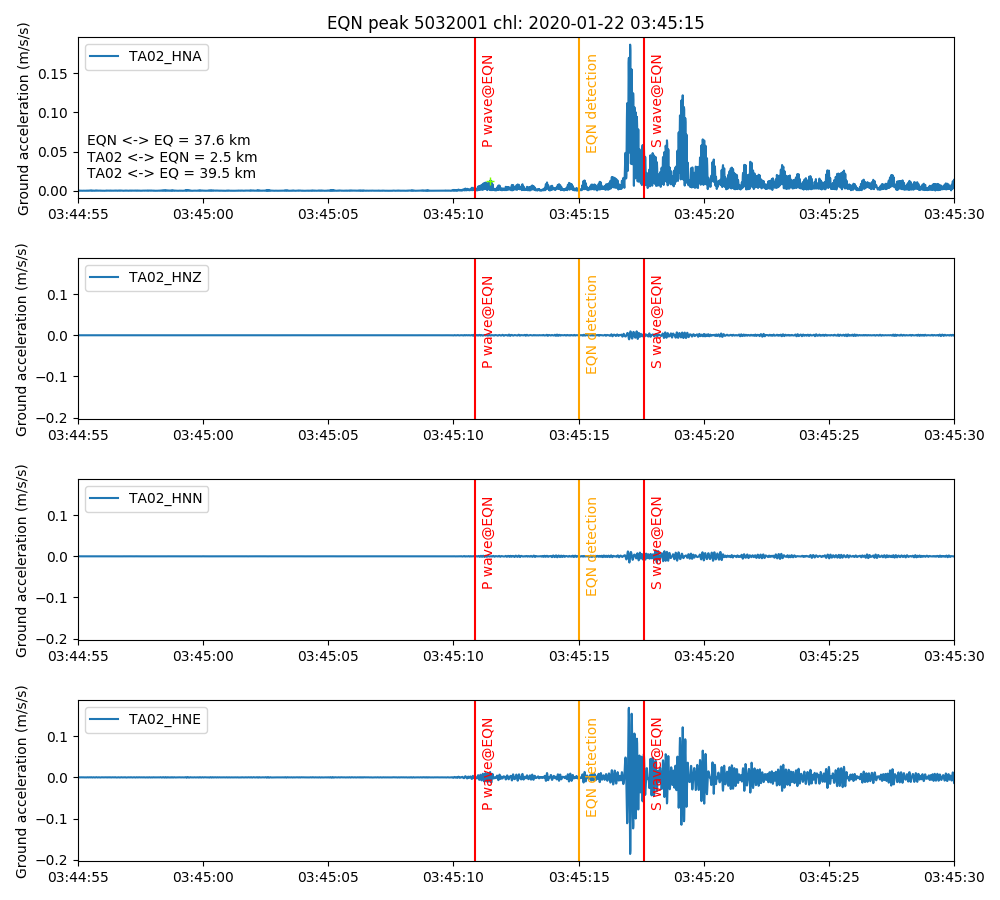 EQN peak 5032001 chl: 2020-01-22 03:45:15
Ground acceleration (m/s/s)
TA02_HNA
P wave@EQN
EQN detection
S wave@EQN
0.15
0.10
0.05
0.00
EQN <-> EQ = 37.6 km
TA02 <-> EQN = 2.5 km
TA02 <-> EQ = 39.5 km
03:44:55 03:45:00 03:45:05 03:45:10 03:45:15 03:45:20 03:45:25 03:45:30
Ground acceleration (m/s/s)
TA02_HNZ
P wave@EQN
EQN detection
S wave@EQN
0.1
0.0
−0.1
−0.2
03:44:55 03:45:00 03:45:05 03:45:10 03:45:15 03:45:20 03:45:25 03:45:30
Ground acceleration (m/s/s)
TA02_HNN
P wave@EQN
EQN detection
S wave@EQN
0.1
0.0
−0.1
−0.2
03:44:55 03:45:00 03:45:05 03:45:10 03:45:15 03:45:20 03:45:25 03:45:30
Ground acceleration (m/s/s)
TA02_HNE
P wave@EQN
EQN detection
S wave@EQN
0.1
0.0
−0.1
−0.2
03:44:55 03:45:00 03:45:05 03:45:10 03:45:15 03:45:20 03:45:25 03:45:30